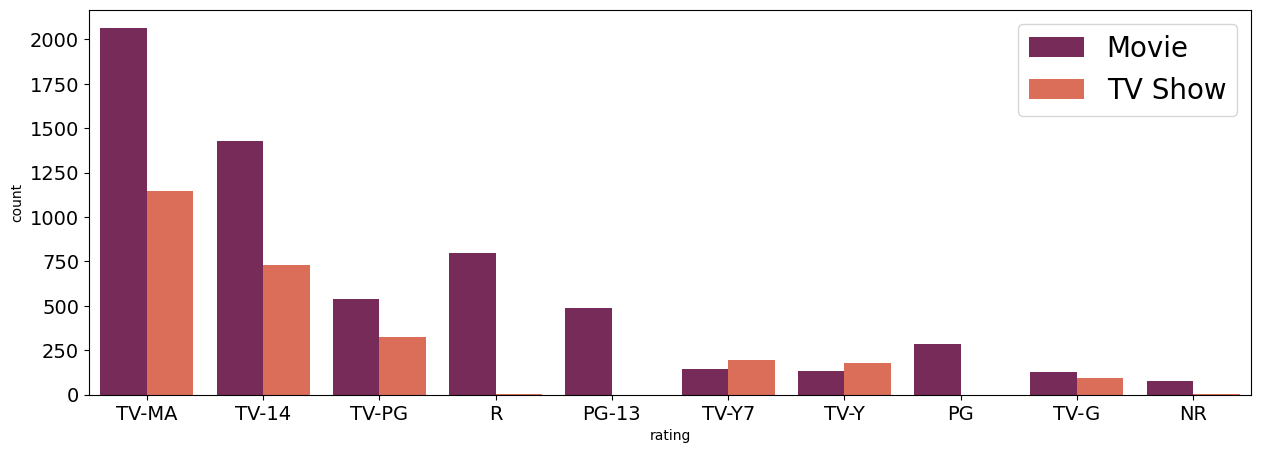 2000
1750
1500
1250
1000
750
500
250
0
count
Movie
TV Show
TV-MA TV-14 TV-PG R PG-13 TV-Y7 TV-Y PG TV-G NR
rating